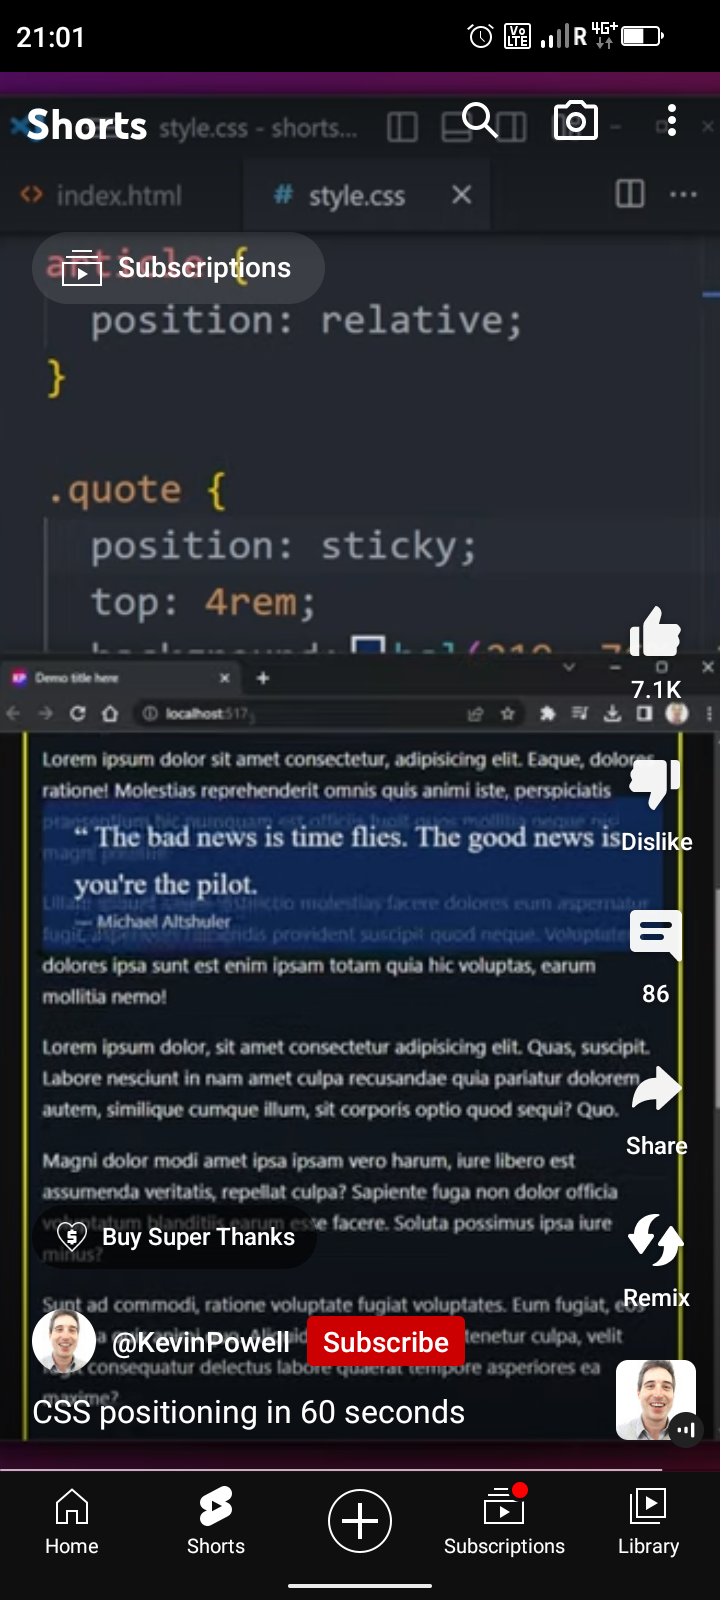 21:01
Vo LTE R 4G+
Shorts
style.css - shorts...
index.html
# style.css
Subscriptions
article {
position: relative;
}
.quote {
position: sticky;
top: 4rem;
7.1K
Demo title here
localhost:517
Lorem ipsum dolor sit amet consectetur, adipisicing elit. Eaque, dolores
ratione! Molestias reprehenderit omnis quis animi iste, perspiciatis
“ The bad news is time flies. The good news is
you're the pilot.
— Michael Altshuler
Dislike
dolores ipsa sunt est enim ipsam totam quia hic voluptas, earum
mollitia nemo!
86
Lorem ipsum dolor, sit amet consectetur adipisicing elit. Quas, suscipit.
Labore nesciunt in nam amet culpa recusandae quia pariatur dolorem
autem, similique cumque illum, sit corporis optio quod sequi? Quo.
Share
Magni dolor modi amet ipsa ipsam vero harum, iure libero est
assumenda veritatis, repellat culpa? Sapiente fuga non dolor officia
facere. Soluta possimus ipsa iure
Buy Super Thanks
minus?
Remix
Sunt ad commodi, ratione voluptate fugiat voluptates. Eum fugiat,
@KevinPowell
Subscribe
tenetur culpa, velit
consequatur delectus labore quaerat tempore asperiores ea
maxime?
CSS positioning in 60 seconds
Home
Shorts
Subscriptions
Library